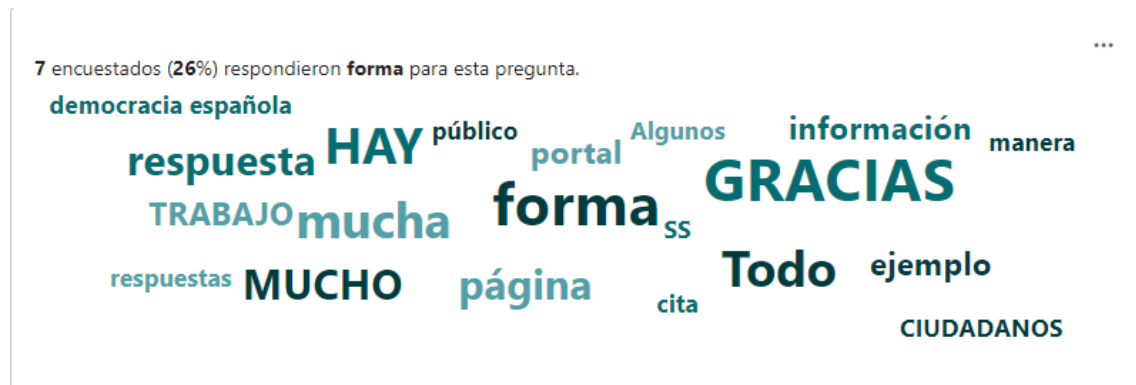 ...
7 encuestados (26%) respondieron forma para esta pregunta.
democracia española
respuesta HAY público portal Algunos información manera
TRABAJO mucha forma SS GRACIAS
respuestas MUCHO página cita Todo ejemplo
CIUDADANOS